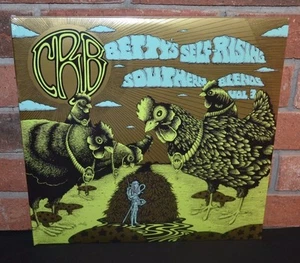 CRB
BETTY'S SELF-RISING
SOUTHERN BLENDS
VOL 3